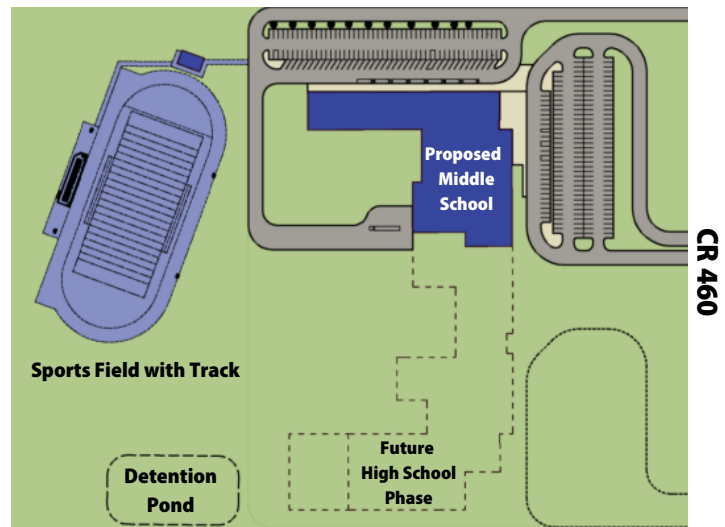 Proposed
Middle
School
CR 460
Sports Field with Track
Future
High School
Phase
Detention
Pond